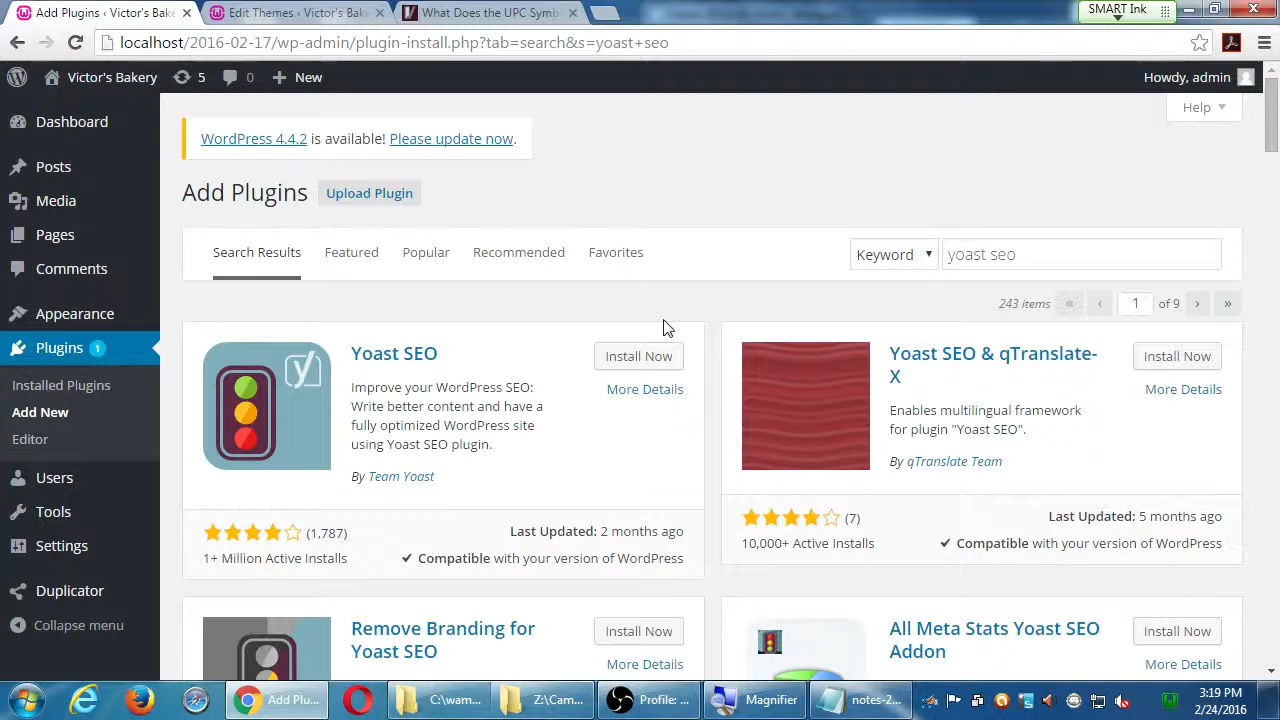 Add Plugins ‹ Victor's Bake
Edit Themes ‹ Victor's Bake
What Does the UPC Symb
SMART Ink
localhost/2016-02-17/wp-admin/plugin-install.php?tab=search&s=yoast+seo
Victor's Bakery 5 0 New
Howdy, admin
Help
Dashboard
Posts
Media
Pages
Comments
Appearance
Plugins 1
Installed Plugins
Add New
Editor
Users
Tools
Settings
Duplicator
Collapse menu
WordPress 4.4.2 is available! Please update now.
Add Plugins Upload Plugin
Search Results Featured Popular Recommended Favorites
Keyword yoast seo
243 items « ‹ 1 of 9 › »
Yoast SEO
Install Now
More Details
Improve your WordPress SEO:
Write better content and have a
fully optimized WordPress site
using Yoast SEO plugin.
By Team Yoast
(1,787)
Last Updated: 2 months ago
1+ Million Active Installs
Compatible with your version of WordPress
Yoast SEO & qTranslate-
X
Install Now
More Details
Enables multilingual framework
for plugin "Yoast SEO".
By qTranslate Team
(7)
Last Updated: 5 months ago
10,000+ Active Installs
Compatible with your version of WordPress
Remove Branding for
Yoast SEO
Install Now
More Details
All Meta Stats Yoast SEO
Addon
Install Now
More Details
Add Plu...
C:\wam...
Z:\Cam...
Profile: ...
Magnifier
notes-2...
3:19 PM
2/24/2016